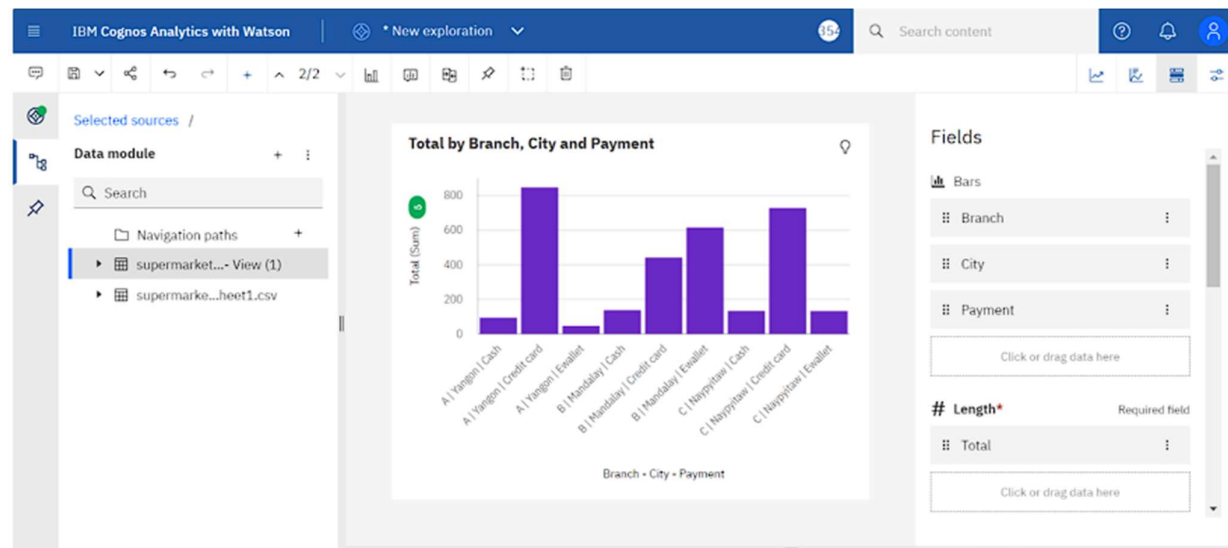 IBM Cognos Analytics with Watson
* New exploration
354
Search content
2/2
Selected sources /
Data module
Search
Navigation paths
supermarket...- View (1)
supermarke...heet1.csv
Total by Branch, City and Payment
Total (Sum)
800
600
400
200
0
A | Yangon | Cash
A | Yangon | Credit card
A | Yangon | Ewallet
B | Mandalay | Cash
B | Mandalay | Credit card
B | Mandalay | Ewallet
C | Naypyitaw | Cash
C | Naypyitaw | Credit card
C | Naypyitaw | Ewallet
Branch - City - Payment
Fields
Bars
Branch
City
Payment
Click or drag data here
# Length*
Required field
Total
Click or drag data here